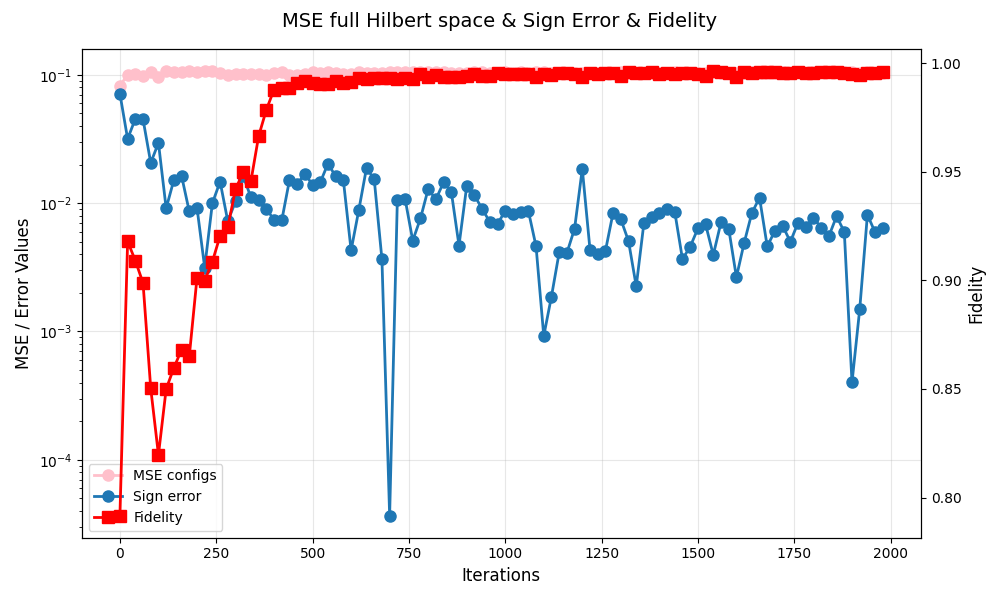 MSE full Hilbert space & Sign Error & Fidelity
MSE / Error Values
10⁻¹
10⁻²
10⁻³
10⁻⁴
1.00
0.95
0.90
0.85
0.80
Fidelity
MSE configs
Sign error
Fidelity
0 250 500 750 1000 1250 1500 1750 2000
Iterations